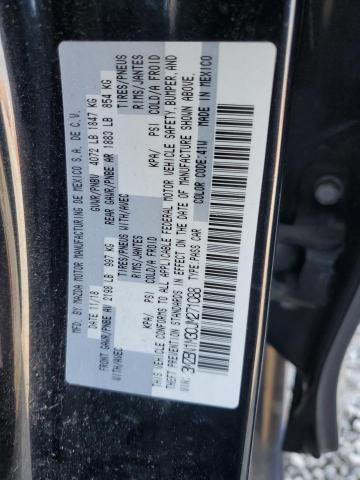 MFD BY MAZDA MOTOR MANUFACTURING DE MEXICO S.A. DE C.V.
DATE: 11/18 GVWR/PNBV 4072 LB 1847 KG
FRONT GAWR/PNBE AV 2198 LB 997 KG REAR GAWR/PNBE AR 1883 LB 854 KG
WITH/AVEC TIRES/PNEUS WITH/AVEC TIRES/PNEUS
RIMS/JANTES RIMS/JANTES
KPA/ PSI COLD/A FROID KPA/ PSI COLD/A FROID
THIS VEHICLE CONFORMS TO ALL APPLICABLE FEDERAL MOTOR VEHICLE SAFETY, BUMPER, AND
THEFT PREVENTION STANDARDS IN EFFECT ON THE DATE OF MANUFACTURE SHOWN ABOVE.
TYPE: PASS CAR COLOR CODE: 41W MADE IN MEXICO